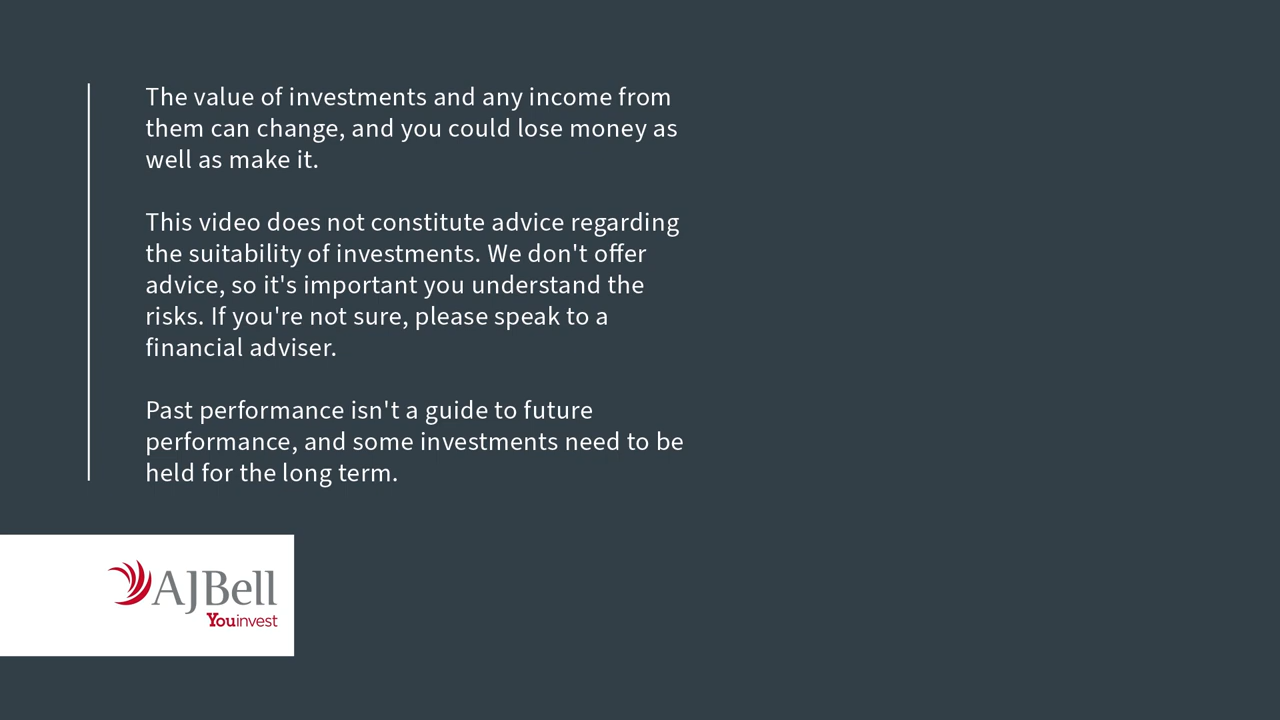 The value of investments and any income from
them can change, and you could lose money as
well as make it.
This video does not constitute advice regarding
the suitability of investments. We don't offer
advice, so it's important you understand the
risks. If you're not sure, please speak to a
financial adviser.
Past performance isn't a guide to future
performance, and some investments need to be
held for the long term.
AJBell
Youinvest